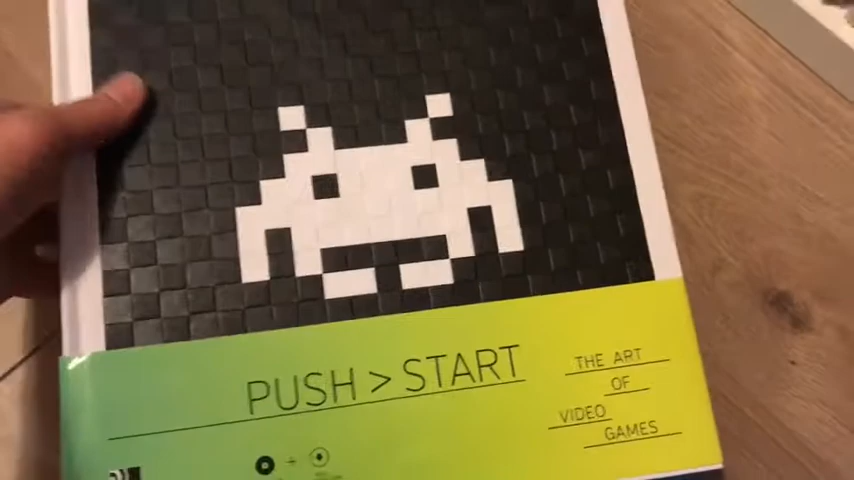 PUSH>START
THE ART
OF
VIDEO
GAMES